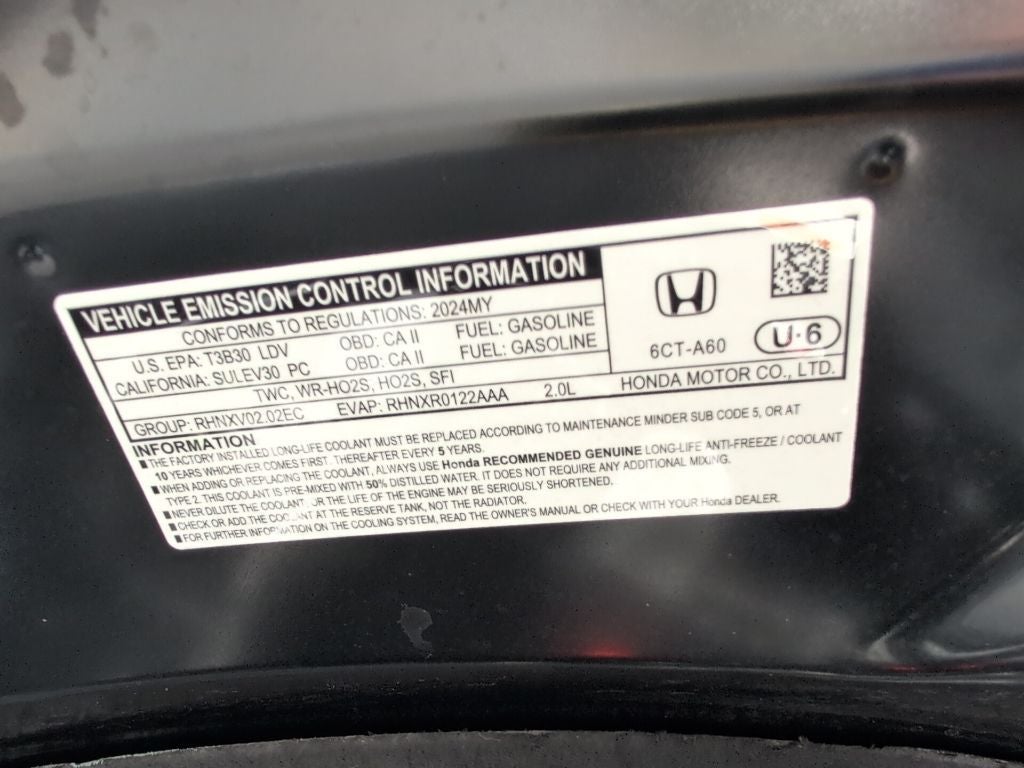 VEHICLE EMISSION CONTROL INFORMATION
CONFORMS TO REGULATIONS: 2024MY
U.S. EPA: T3B30 LDV OBD: CA II FUEL: GASOLINE
CALIFORNIA: SULEV30 PC OBD: CA II FUEL: GASOLINE
TWC, WR-HO2S, HO2S, SFI
GROUP: RHNXV02.02EC EVAP: RHNXR0122AAA 2.0L
6CT-A60
U·6
HONDA MOTOR CO., LTD.
INFORMATION
■ THE FACTORY INSTALLED LONG-LIFE COOLANT MUST BE REPLACED ACCORDING TO MAINTENANCE MINDER SUB CODE 5, OR AT
10 YEARS WHICHEVER COMES FIRST. THEREAFTER EVERY 5 YEARS.
■ WHEN ADDING OR REPLACING THE COOLANT, ALWAYS USE Honda RECOMMENDED GENUINE LONG-LIFE ANTI-FREEZE / COOLANT
TYPE 2. THIS COOLANT IS PRE-MIXED WITH 50% DISTILLED WATER. IT DOES NOT REQUIRE ANY ADDITIONAL MIXING.
■ NEVER DILUTE THE COOLANT OR THE LIFE OF THE ENGINE MAY BE SERIOUSLY SHORTENED.
■ CHECK OR ADD THE COOLANT AT THE RESERVE TANK, NOT THE RADIATOR.
■ FOR FURTHER INFORMATION ON THE COOLING SYSTEM, READ THE OWNER'S MANUAL OR CHECK WITH YOUR Honda DEALER.